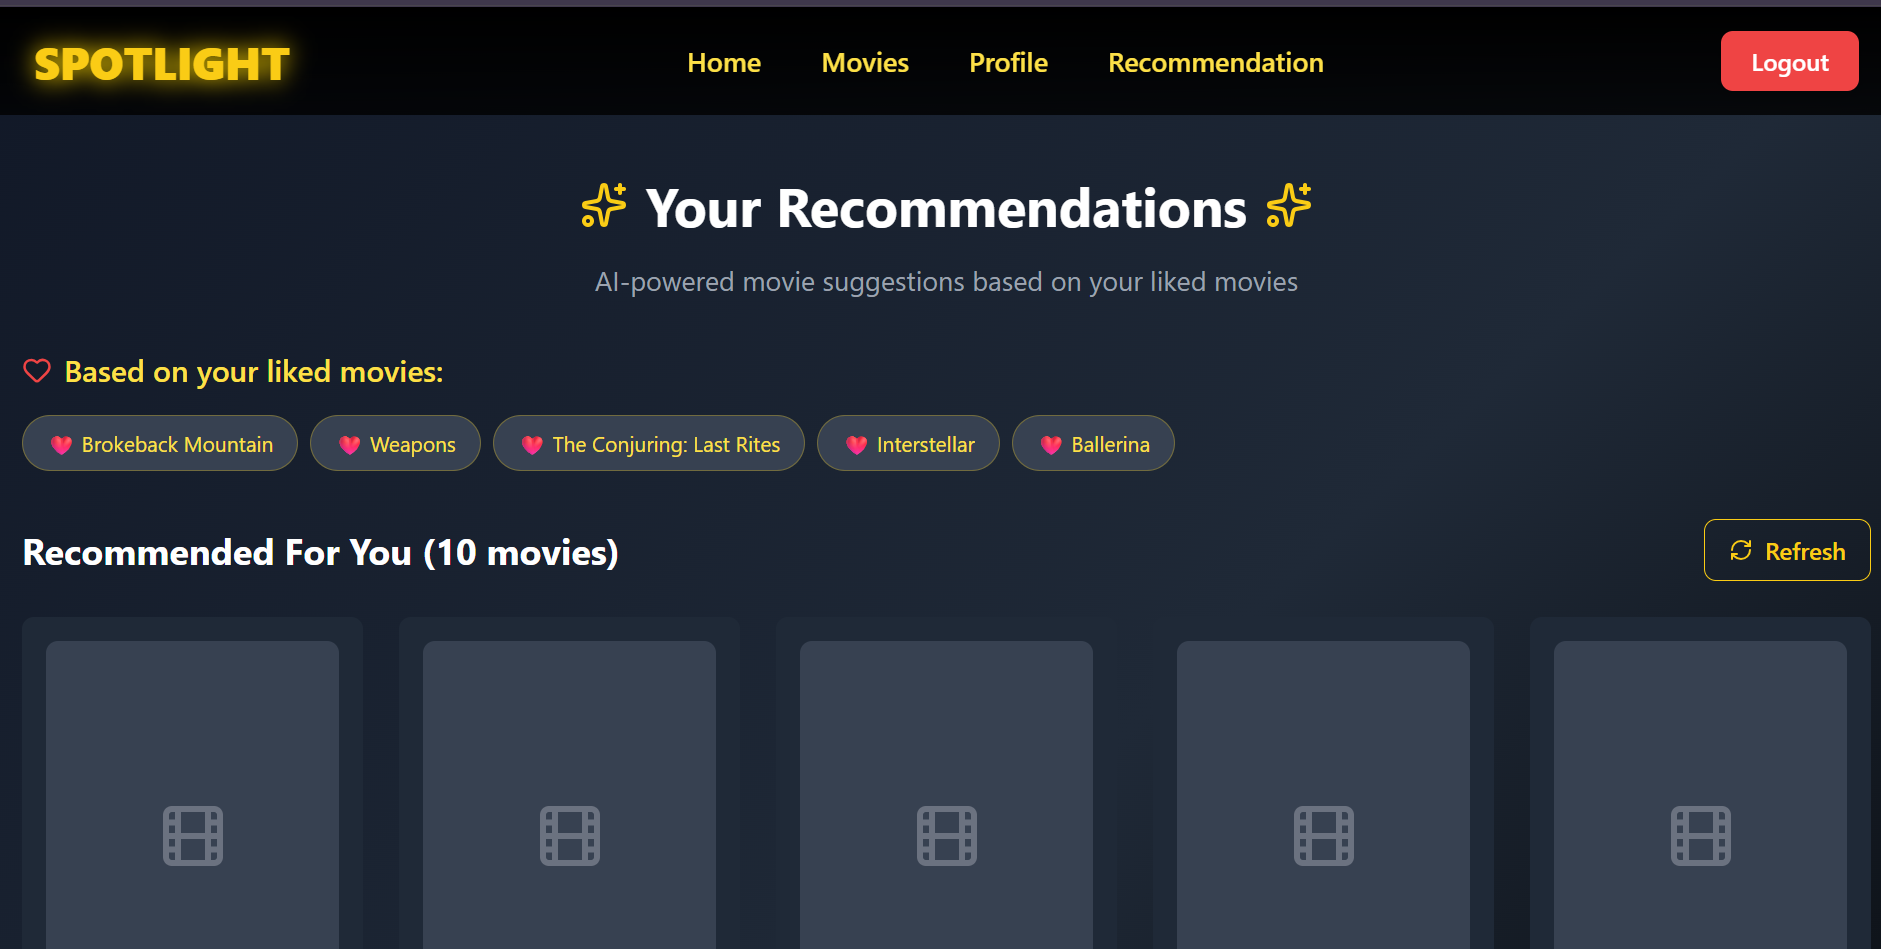 SPOTLIGHT
Home Movies Profile Recommendation
Logout
Your Recommendations
AI-powered movie suggestions based on your liked movies
Based on your liked movies:
Brokeback Mountain Weapons The Conjuring: Last Rites Interstellar Ballerina
Recommended For You (10 movies)
Refresh